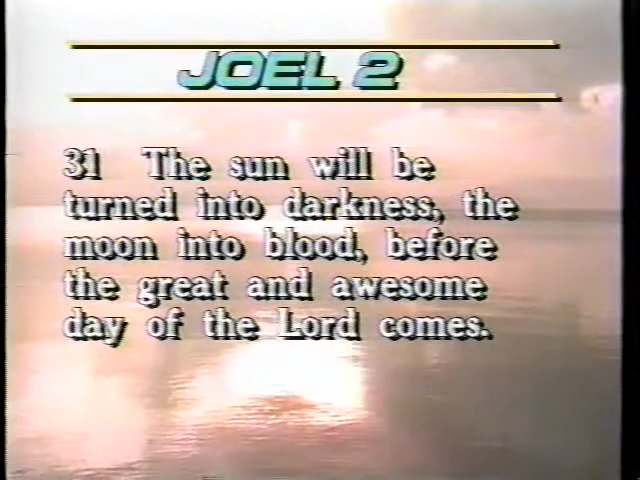 JOEL 2
31 The sun will be
turned into darkness, the
moon into blood, before
the great and awesome
day of the Lord comes.